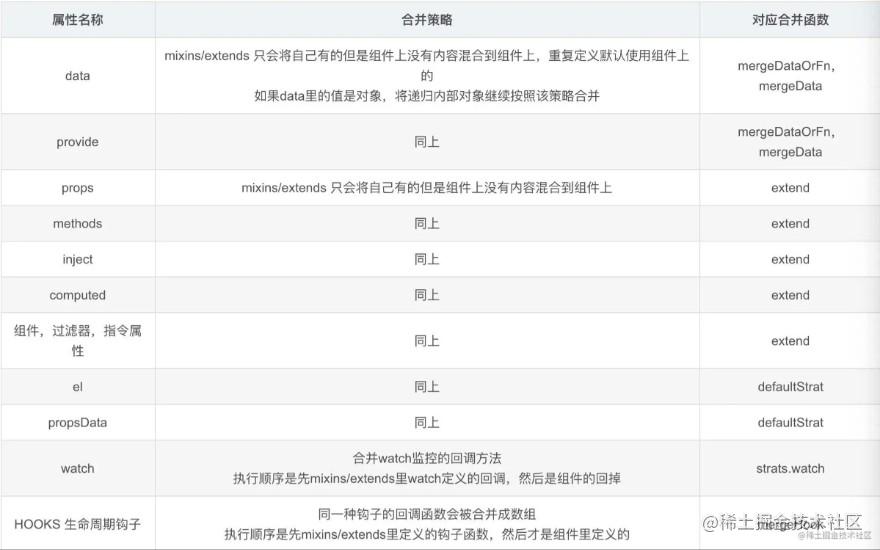 属性名称 合并策略 对应合并函数
data
mixins/extends 只会将自己有的但是组件上没有内容混合到组件上，重复定义默认使用组件上
的
如果data里的值是对象，将递归内部对象继续按照该策略合并
mergeDataOrFn，
mergeData
provide 同上
mergeDataOrFn，
mergeData
props mixins/extends 只会将自己有的但是组件上没有内容混合到组件上 extend
methods 同上 extend
inject 同上 extend
computed 同上 extend
组件，过滤器，指令属
性
同上 extend
el 同上 defaultStrat
propsData 同上 defaultStrat
watch
合并watch监控的回调方法
执行顺序是先mixins/extends里watch定义的回调，然后是组件的回掉
strats.watch
HOOKS 生命周期钩子
同一种钩子的回调函数会被合并成数组
执行顺序是先mixins/extends里定义的钩子函数，然后才是组件里定义的
mergeHook
@稀土掘金技术社区
@稀土掘金技术社区